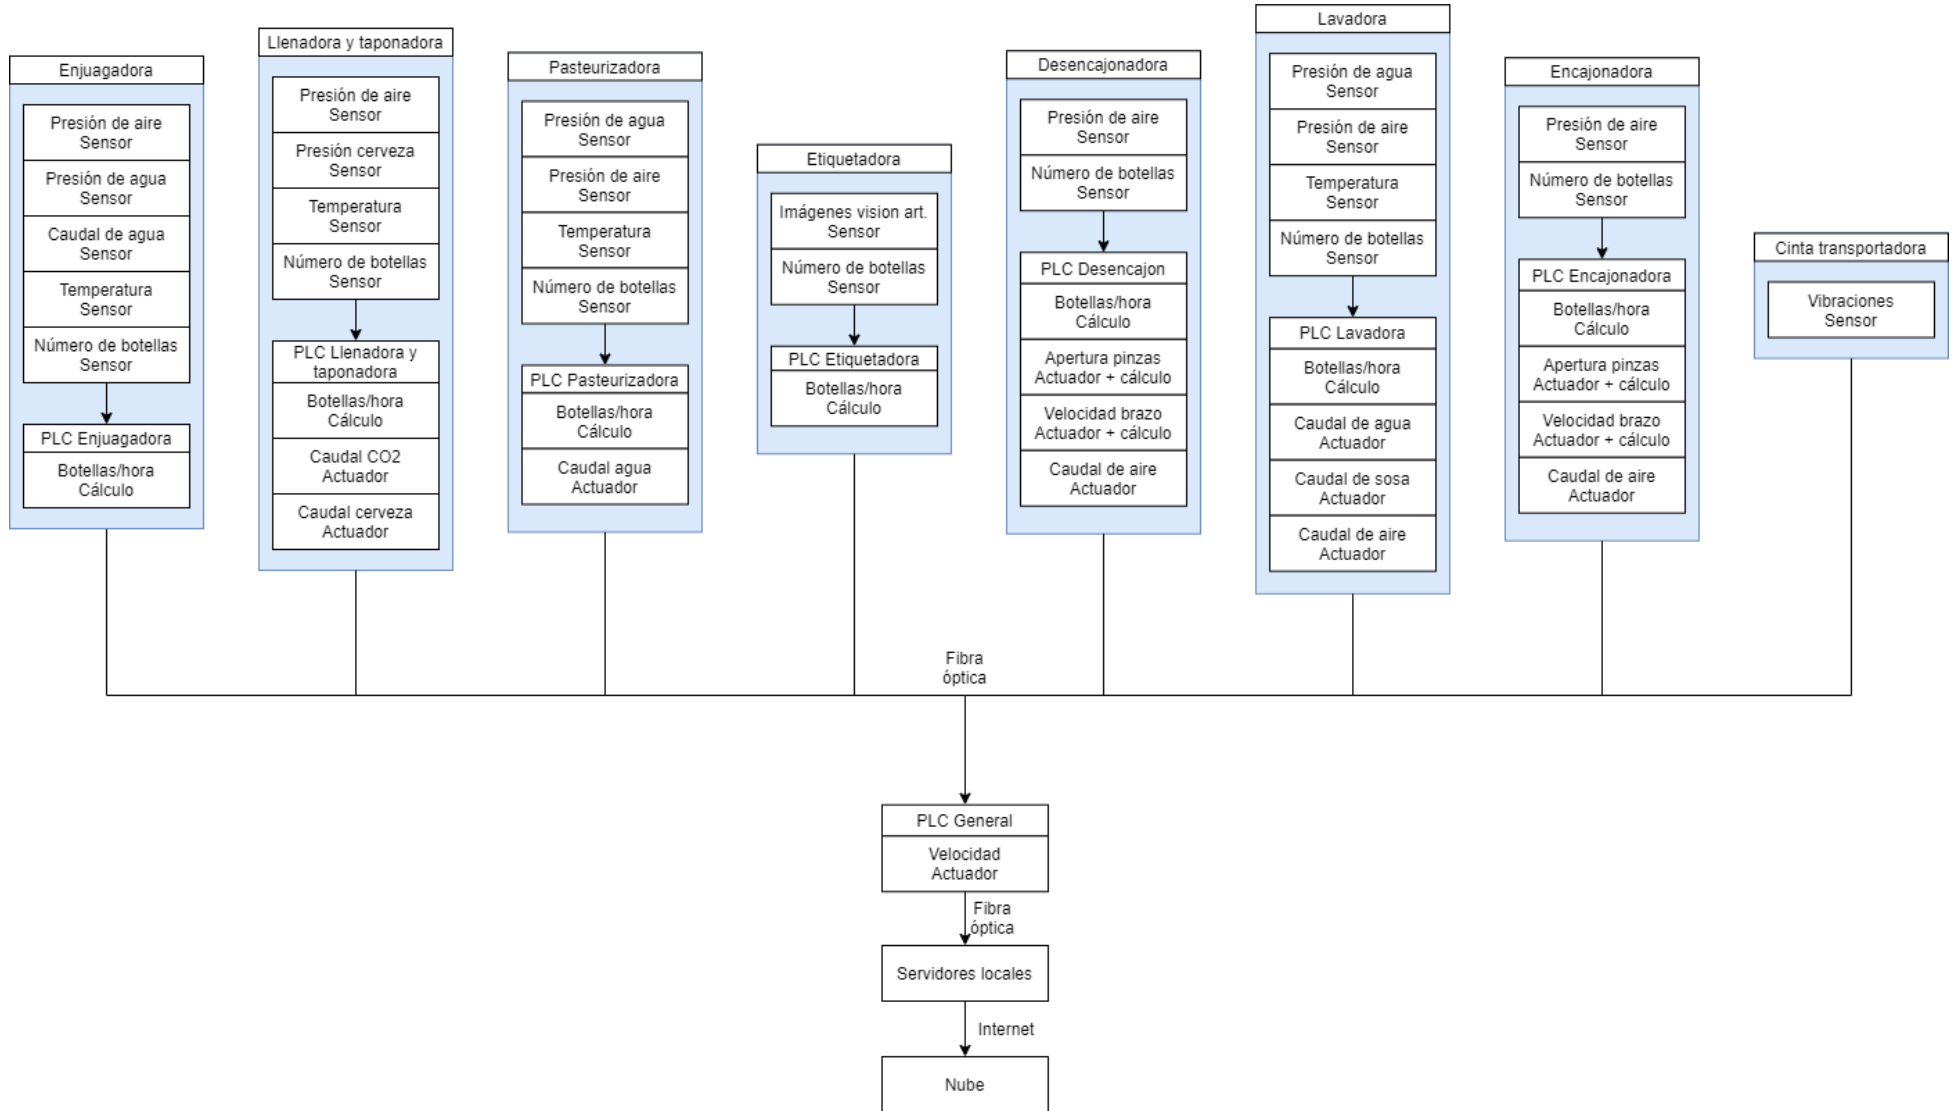 Enjuagadora
Presión de aire
Sensor
Presión de agua
Sensor
Caudal de agua
Sensor
Temperatura
Sensor
Número de botellas
Sensor
PLC Enjuagadora
Botellas/hora
Cálculo
Llenadora y taponadora
Presión de aire
Sensor
Presión cerveza
Sensor
Temperatura
Sensor
Número de botellas
Sensor
PLC Llenadora y
taponadora
Botellas/hora
Cálculo
Caudal CO2
Actuador
Caudal cerveza
Actuador
Pasteurizadora
Presión de agua
Sensor
Presión de aire
Sensor
Temperatura
Sensor
Número de botellas
Sensor
PLC Pasteurizadora
Botellas/hora
Cálculo
Caudal agua
Actuador
Etiquetadora
Imágenes vision art.
Sensor
Número de botellas
Sensor
PLC Etiquetadora
Botellas/hora
Cálculo
Desencajonadora
Presión de aire
Sensor
Número de botellas
Sensor
PLC Desencajon
Botellas/hora
Cálculo
Apertura pinzas
Actuador + cálculo
Velocidad brazo
Actuador + cálculo
Caudal de aire
Actuador
Lavadora
Presión de agua
Sensor
Presión de aire
Sensor
Temperatura
Sensor
Número de botellas
Sensor
PLC Lavadora
Botellas/hora
Cálculo
Caudal de agua
Actuador
Caudal de sosa
Actuador
Caudal de aire
Actuador
Encajonadora
Presión de aire
Sensor
Número de botellas
Sensor
PLC Encajonadora
Botellas/hora
Cálculo
Apertura pinzas
Actuador + cálculo
Velocidad brazo
Actuador + cálculo
Caudal de aire
Actuador
Cinta transportadora
Vibraciones
Sensor
Fibra
óptica
PLC General
Velocidad
Actuador
Fibra
óptica
Servidores locales
Internet
Nube